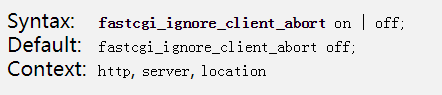 Syntax: fastcgi_ignore_client_abort on | off;
Default: fastcgi_ignore_client_abort off;
Context: http, server, location